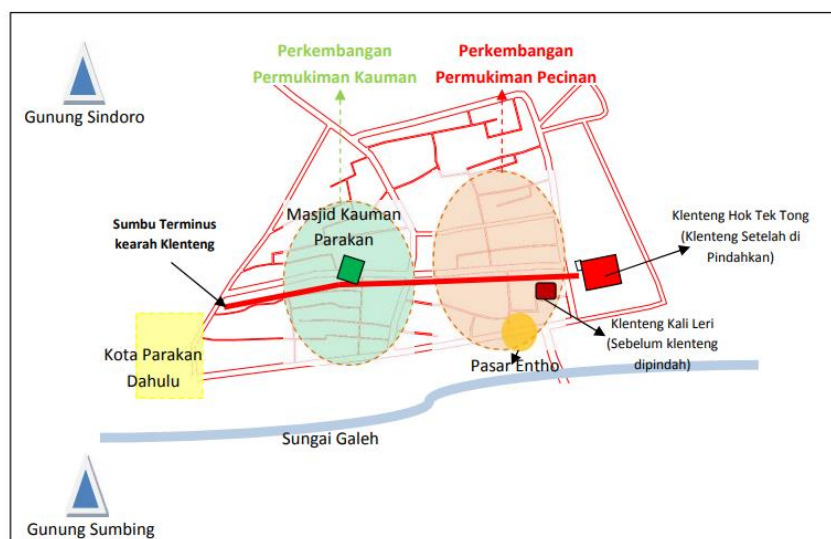 Perkembangan
Permukiman Kauman
Perkembangan
Permukiman Pecinan
Gunung Sindoro
Masjid Kauman
Parakan
Sumbu Terminus
kearah Klenteng
Klenteng Hok Tek Tong
(Klenteng Setelah di
Pindahkan)
Klenteng Kali Leri
(Sebelum klenteng
dipindah)
Kota Parakan
Dahulu
Pasar Entho
Sungai Galeh
Gunung Sumbing